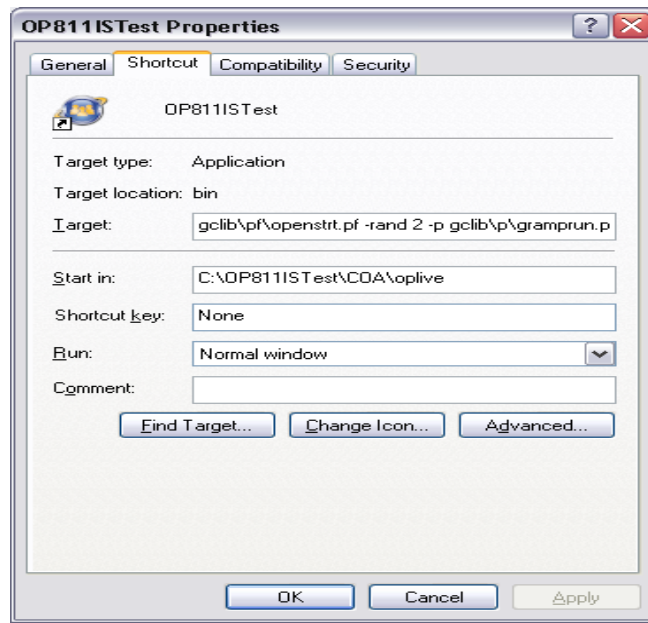 OP811ISTest Properties
General Shortcut Compatibility Security
OP811ISTest
Target type: Application
Target location: bin
Target: gclib\pf\openstrt.pf -rand 2 -p gclib\p\gramprun.p
Start in: C:\OP811ISTest\COA\oplive
Shortcut key: None
Run: Normal window
Comment:
Find Target... Change Icon... Advanced...
OK Cancel Apply